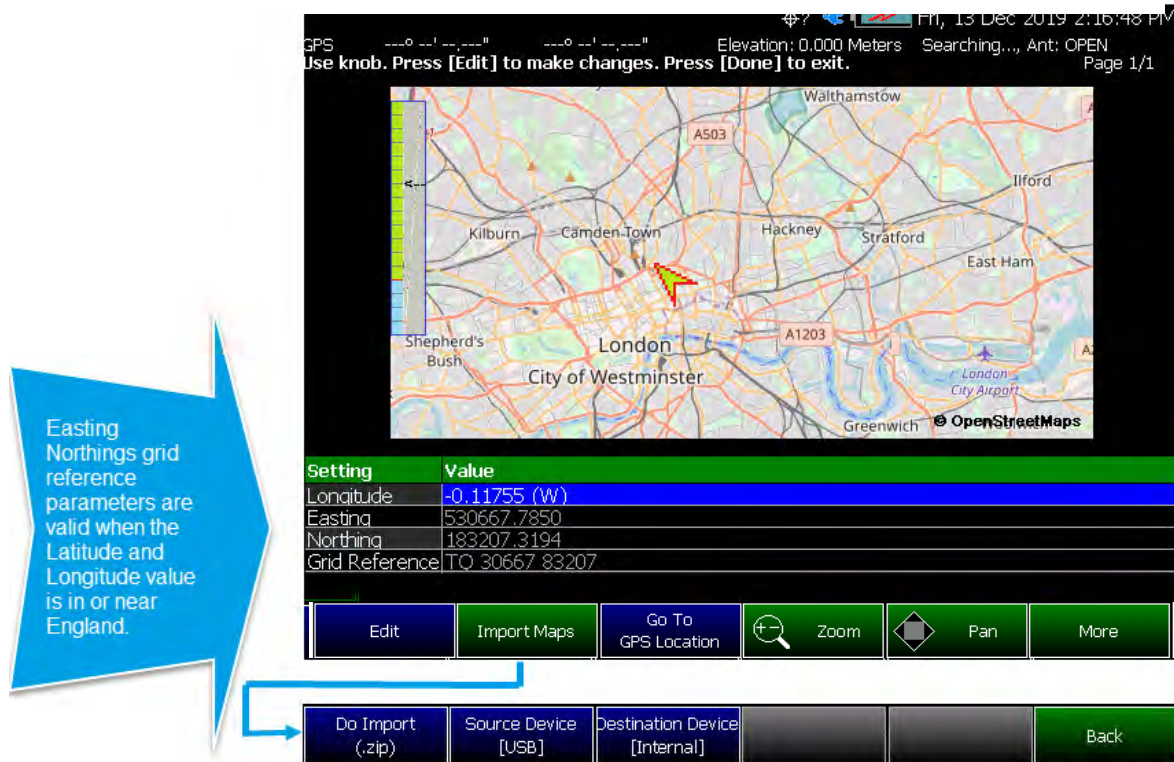 Fri, 13 Dec 2019 2:16:48 PM
GPS ---° --'--.---" ---° --'--.---" Elevation: 0.000 Meters Searching..., Ant: OPEN
Use knob. Press [Edit] to make changes. Press [Done] to exit. Page 1/1
Walthamstow
A503
Ilford
Kilburn
Camden Town
Hackney
Stratford
East Ham
A1203
Shepherd's
Bush
London
City of Westminster
London
City Airport
Greenwich
© OpenStreetMaps
Easting
Northings grid
reference
parameters are
valid when the
Latitude and
Longitude value
is in or near
England.
Setting Value
Longitude -0.11755 (W)
Easting 530667.7850
Northing 183207.3194
Grid Reference TQ 30667 83207
Edit
Import Maps
Go To
GPS Location
Zoom
Pan
More
Do Import
(.zip)
Source Device
[USB]
Destination Device
[Internal]
Back